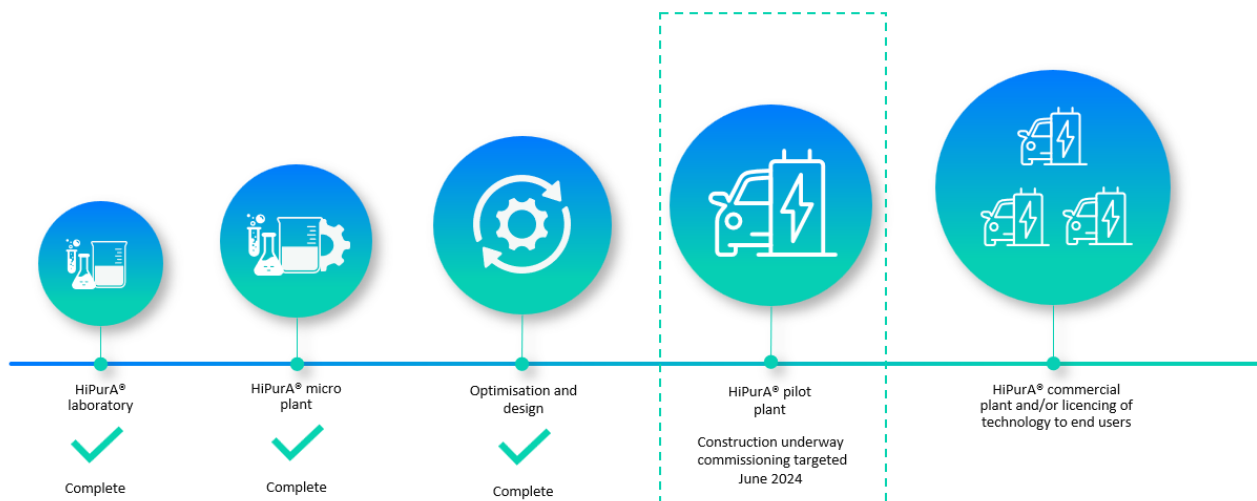 HiPurA® laboratory
Complete
HiPurA® micro
plant
Complete
Optimisation and
design
Complete
HiPurA® pilot
plant
Construction underway
commissioning targeted
June 2024
HiPurA® commercial
plant and/or licencing of
technology to end users